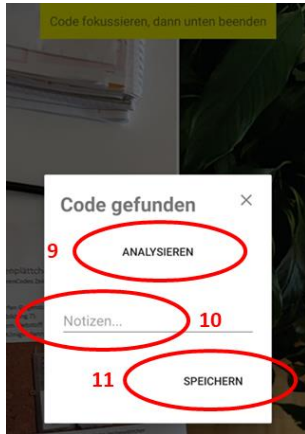 Code fokussieren, dann unten beenden
Code gefunden ×
9 ANALYSIEREN
Notizen... 10
11 SPEICHERN